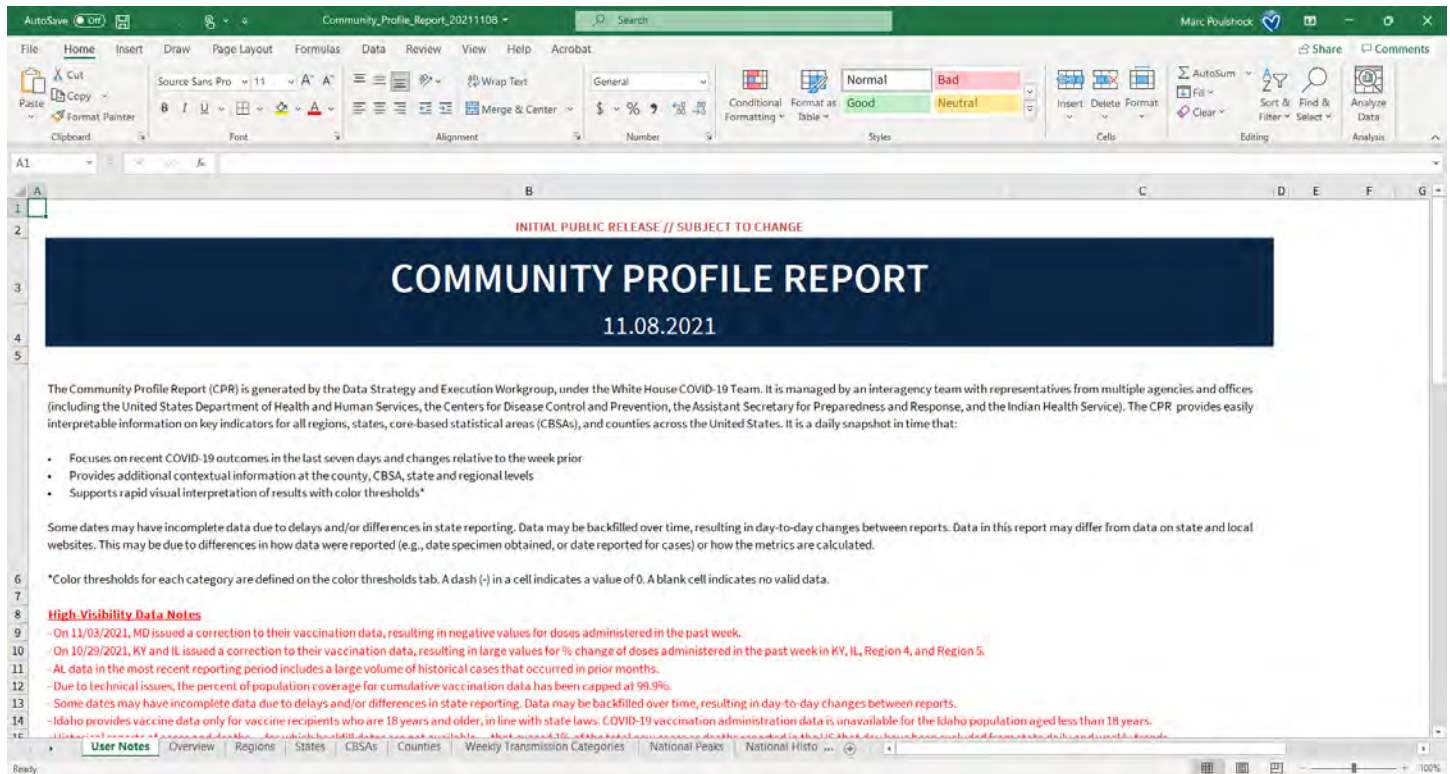 AutoSave Off Community_Profile_Report_20211108 Search Marc Poulshock
File Home Insert Draw Page Layout Formulas Data Review View Help Acrobat Share Comments
Cut Source Sans Pro 11 A A Wrap Text General Normal Bad AutoSum
Paste Copy B I U A Merge & Center $ % 9 Conditional Formatting Format as Table Good Neutral Insert Delete Format Fill Sort & Filter Find & Select Analyze Data
Format Painter Clear
Clipboard Font Alignment Number Styles Cells Editing Analysis
A1 fx
A B C D E F G
1
2 INITIAL PUBLIC RELEASE // SUBJECT TO CHANGE
3 COMMUNITY PROFILE REPORT
4 11.08.2021
5
The Community Profile Report (CPR) is generated by the Data Strategy and Execution Workgroup, under the White House COVID-19 Team. It is managed by an interagency team with representatives from multiple agencies and offices
(including the United States Department of Health and Human Services, the Centers for Disease Control and Prevention, the Assistant Secretary for Preparedness and Response, and the Indian Health Service). The CPR provides easily
interpretable information on key indicators for all regions, states, core-based statistical areas (CBSAs), and counties across the United States. It is a daily snapshot in time that:
• Focuses on recent COVID-19 outcomes in the last seven days and changes relative to the week prior
• Provides additional contextual information at the county, CBSA, state and regional levels
• Supports rapid visual interpretation of results with color thresholds*
Some dates may have incomplete data due to delays and/or differences in state reporting. Data may be backfilled over time, resulting in day-to-day changes between reports. Data in this report may differ from data on state and local
websites. This may be due to differences in how data were reported (e.g., date specimen obtained, or date reported for cases) or how the metrics are calculated.
6 *Color thresholds for each category are defined on the color thresholds tab. A dash (-) in a cell indicates a value of 0. A blank cell indicates no valid data.
7
8 High-Visibility Data Notes
9 - On 11/03/2021, MD issued a correction to their vaccination data, resulting in negative values for doses administered in the past week.
10 - On 10/29/2021, KY and IL issued a correction to their vaccination data, resulting in large values for % change of doses administered in the past week in KY, IL, Region 4, and Region 5.
11 - AL data in the most recent reporting period includes a large volume of historical cases that occurred in prior months.
12 - Due to technical issues, the percent of population coverage for cumulative vaccination data has been capped at 99.9%.
13 - Some dates may have incomplete data due to delays and/or differences in state reporting. Data may be backfilled over time, resulting in day-to-day changes between reports.
14 - Idaho provides vaccine data only for vaccine recipients who are 18 years and older, in line with state laws. COVID-19 vaccination administration data is unavailable for the Idaho population aged less than 18 years.
User Notes Overview Regions States CBSAs Counties Weekly Transmission Categories National Peaks National Histo ...
Ready 100%